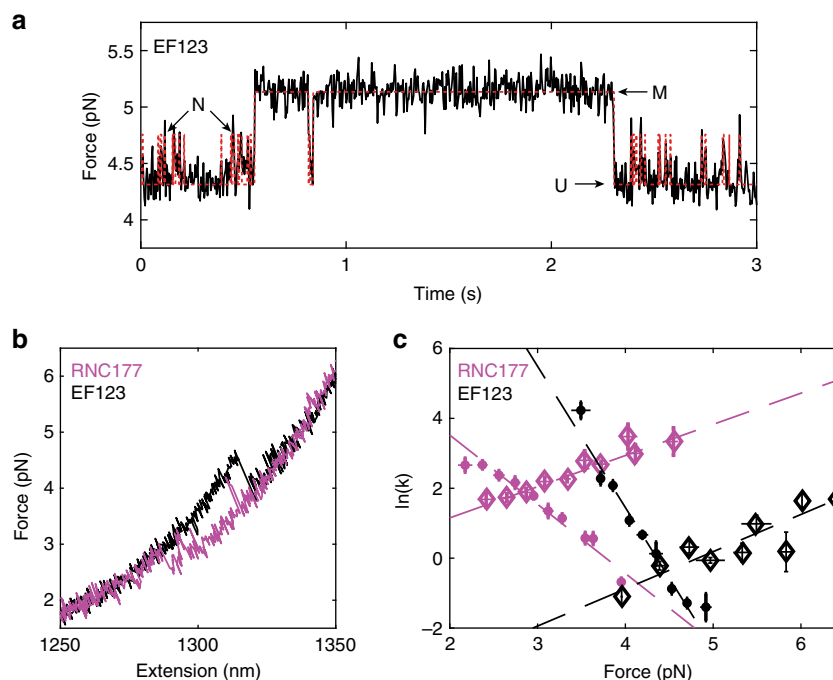 a
EF123
N
M
U
Force (pN)
5.5
5
4.5
4
0
1
2
3
Time (s)
b
RNC177
EF123
Force (pN)
6
5
4
3
2
1250
1300
1350
Extension (nm)
c
RNC177
EF123
ln(k)
6
4
2
0
–2
2
3
4
5
6
Force (pN)